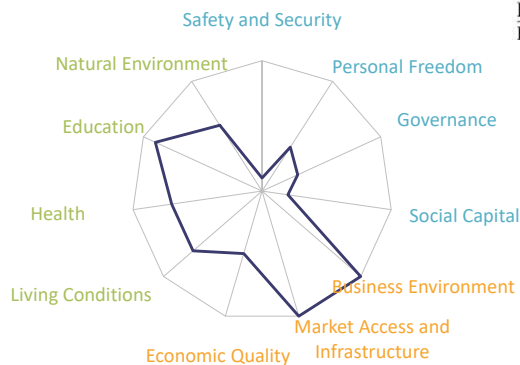 Safety and Security
Natural Environment
Personal Freedom
Education
Governance
Health
Social Capital
Business Environment
Living Conditions
Market Access and
Infrastructure
Economic Quality